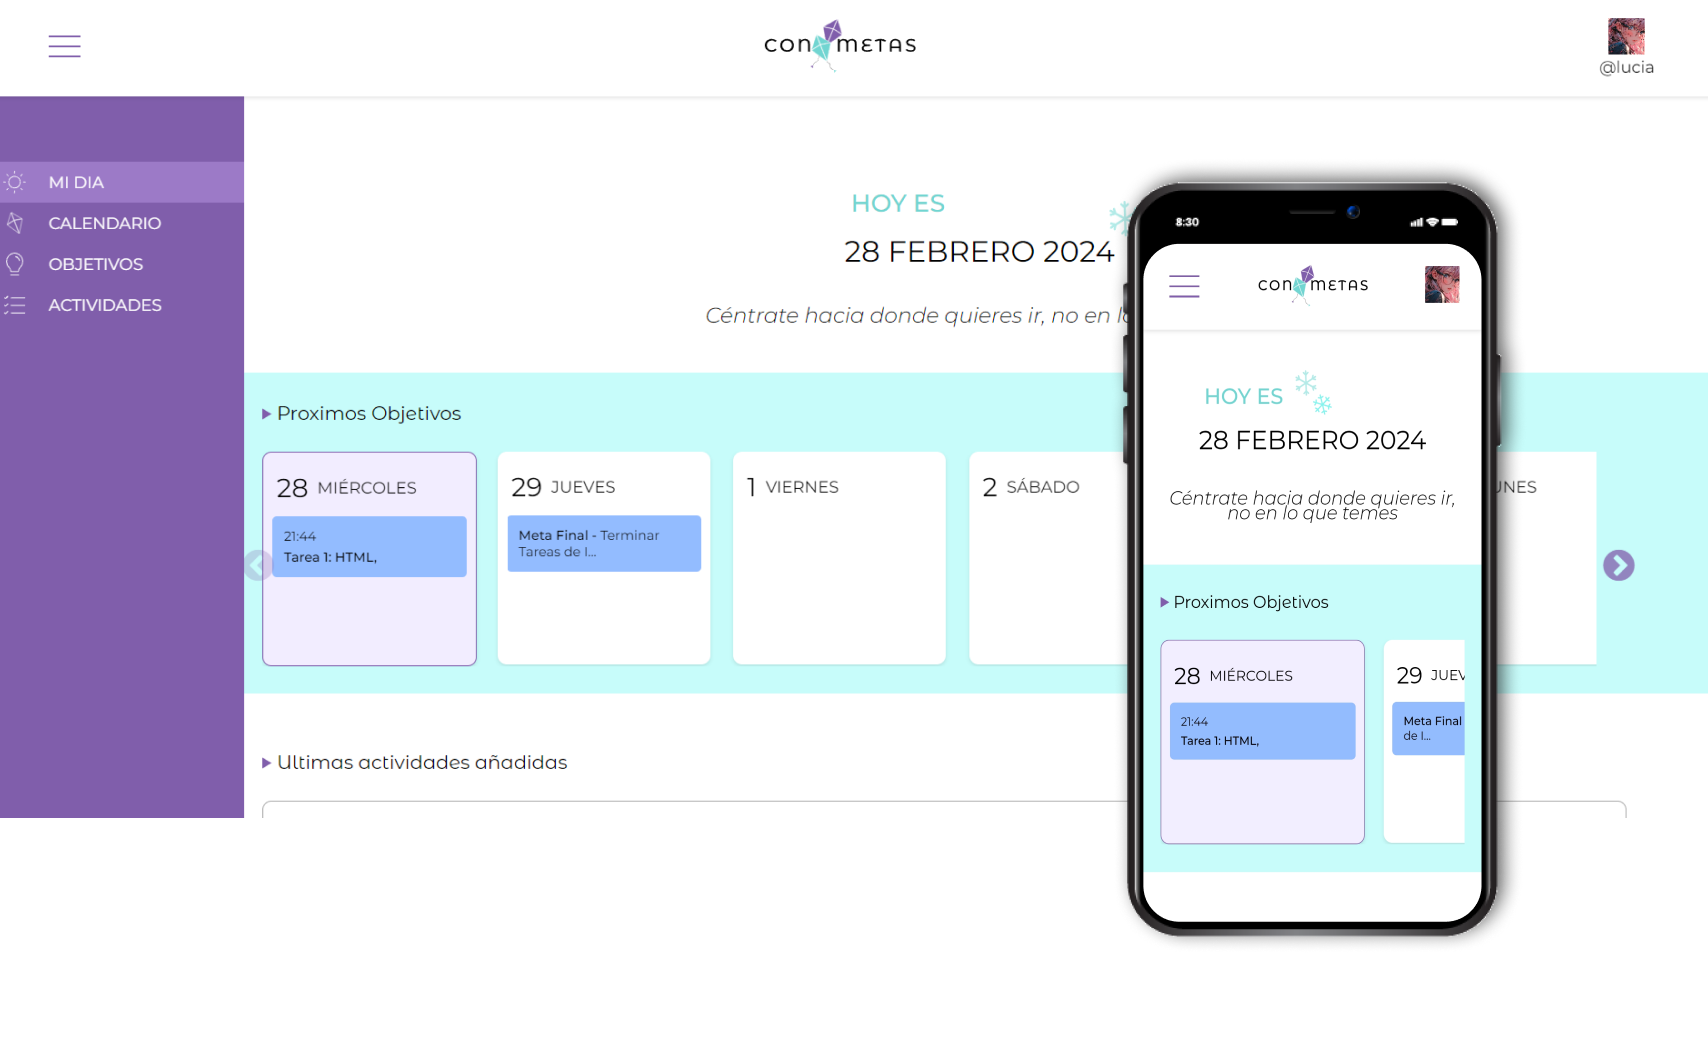 CON METAS
@lucia
MI DIA
CALENDARIO
OBJETIVOS
ACTIVIDADES
HOY ES
28 FEBRERO 2024
Céntrate hacia donde quieres ir, no en lo
Proximos Objetivos
28 MIÉRCOLES
21:44
Tarea 1: HTML,
29 JUEVES
Meta Final - Terminar
Tareas de I...
1 VIERNES
2 SÁBADO
UNES
Ultimas actividades añadidas
8:30
CON METAS
HOY ES
28 FEBRERO 2024
Céntrate hacia donde quieres ir,
no en lo que temes
Proximos Objetivos
28 MIÉRCOLES
21:44
Tarea 1: HTML,
29 JUEV
Meta Final
de I...